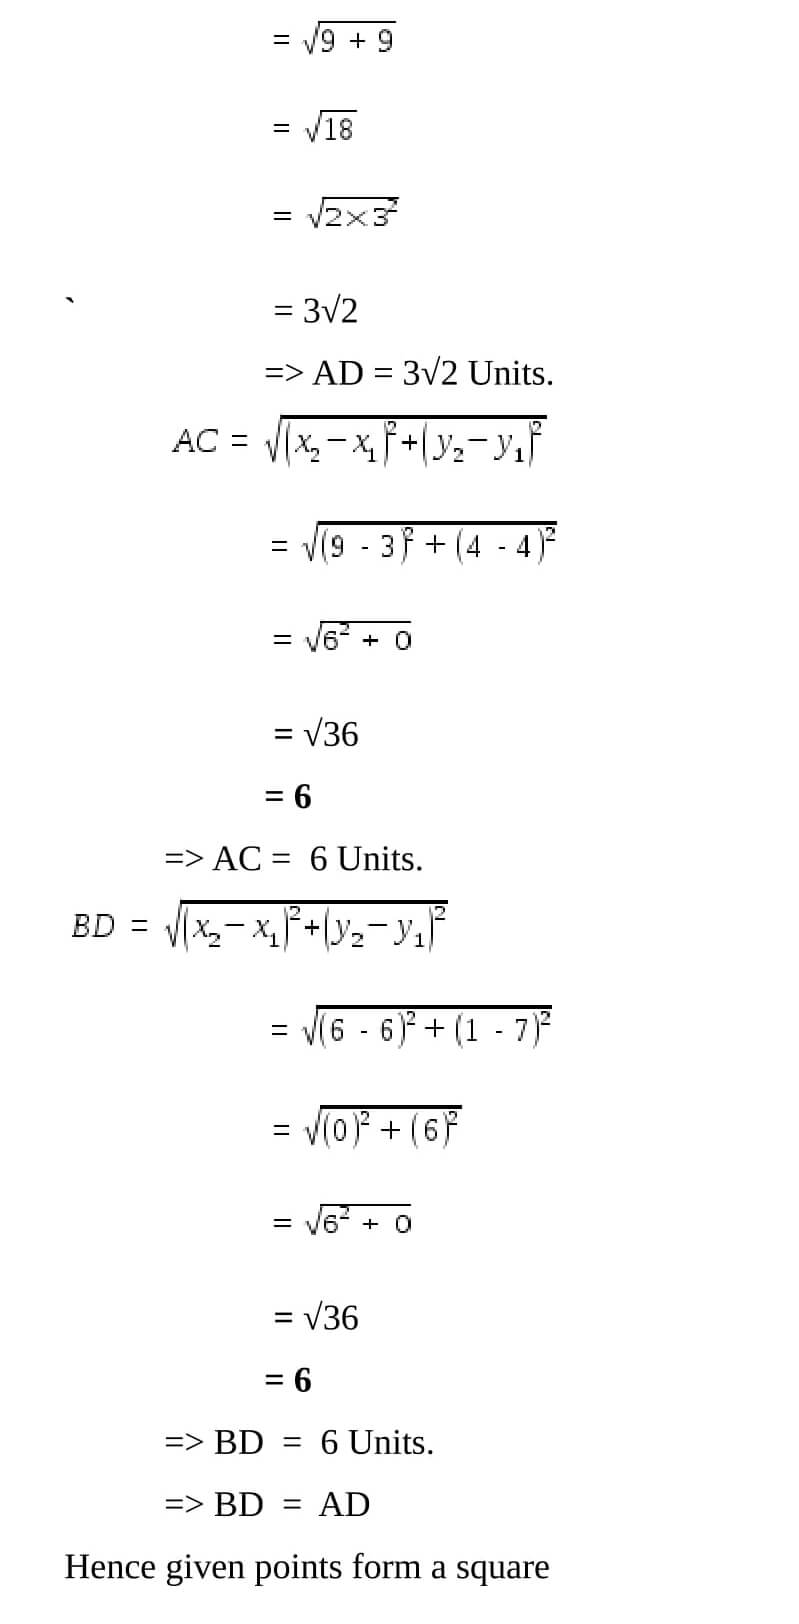 = √9 + 9
= √18
= √2×3²
` = 3√2
=> AD = 3√2 Units.
AC = √(x₂− x₁)²+(y₂− y₁)²
= √(9 - 3)² + (4 - 4)²
= √6² + 0
= √36
= 6
=> AC = 6 Units.
BD = √(x₂− x₁)²+(y₂− y₁)²
= √(6 - 6)² + (1 - 7)²
= √(0)² + (6)²
= √6² + 0
= √36
= 6
=> BD = 6 Units.
=> BD = AD
Hence given points form a square